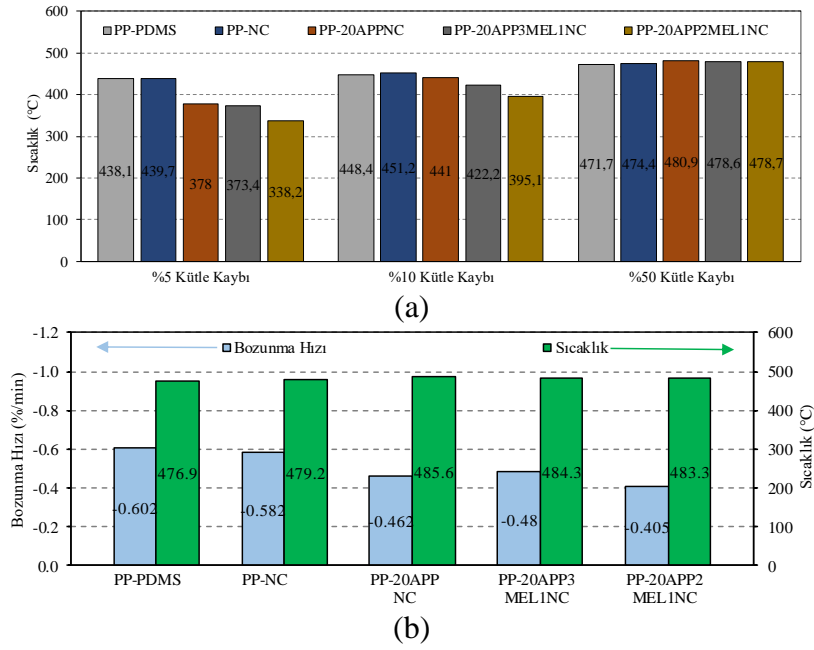 600
PP-PDMS PP-NC PP-20APPNC PP-20APP3MEL1NC PP-20APP2MEL1NC
500
400
300
200
100
0
Sıcaklık (°C)
438,1 439,7 378 373,4 338,2 448,4 451,2 441 422,2 395,1 471,7 474,4 480,9 478,6 478,7
%5 Kütle Kaybı %10 Kütle Kaybı %50 Kütle Kaybı
(a)
-1.2 600
Bozunma Hızı Sıcaklık
-1.0 500
-0.8 400
-0.6 300
-0.4 200
-0.2 100
0.0 0
Bozunma Hızı (%/min)
Sıcaklık (°C)
-0.602 476.9 -0.582 479.2 -0.462 485.6 -0.48 484.3 -0.405 483.3
PP-PDMS PP-NC PP-20APP PP-20APP3 PP-20APP2
NC MEL1NC MEL1NC
(b)